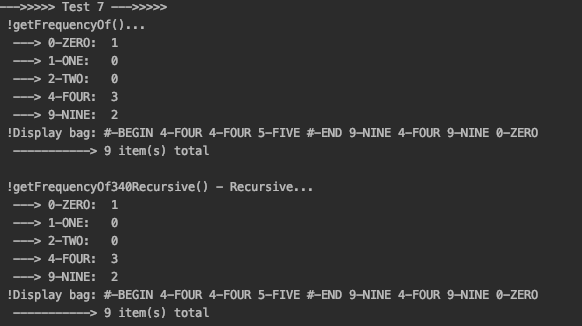 --->>>>> Test 7 --->>>>>
!getFrequencyOf()...
---> 0-ZERO: 1
---> 1-ONE: 0
---> 2-TWO: 0
---> 4-FOUR: 3
---> 9-NINE: 2
!Display bag: #-BEGIN 4-FOUR 4-FOUR 5-FIVE #-END 9-NINE 4-FOUR 9-NINE 0-ZERO
-----------> 9 item(s) total
!getFrequencyOf340Recursive() - Recursive...
---> 0-ZERO: 1
---> 1-ONE: 0
---> 2-TWO: 0
---> 4-FOUR: 3
---> 9-NINE: 2
!Display bag: #-BEGIN 4-FOUR 4-FOUR 5-FIVE #-END 9-NINE 4-FOUR 9-NINE 0-ZERO
-----------> 9 item(s) total